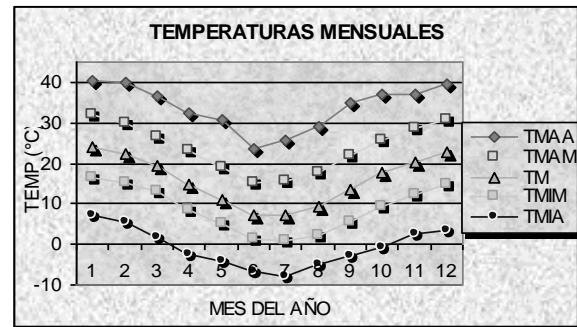 TEMPERATURAS MENSUALES
TEMP (°C)
40
30
20
10
0
-10
1 2 3 4 5 6 7 8 9 10 11 12
MES DEL AÑO
TMAA
TMAM
TM
TMIM
TMIA